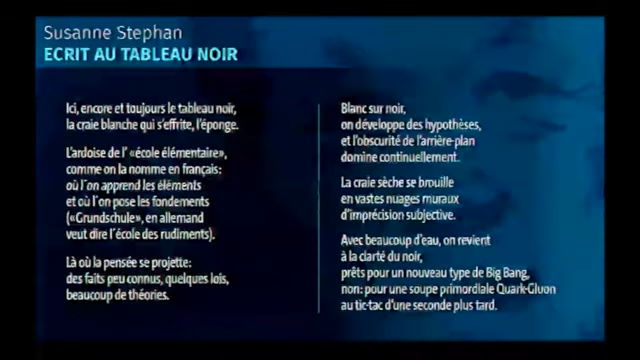 Susanne Stephan
ECRIT AU TABLEAU NOIR
Ici, encore et toujours le tableau noir,
la craie blanche qui s'effrite, l'éponge.
L'ardoise de l' «école élémentaire»,
comme on la nomme en français:
où l'on apprend les éléments
et où l'on pose les fondements
(«Grundschule», en allemand
veut dire l'école des rudiments).
Là où la pensée se projette:
des faits peu connus, quelques lois,
beaucoup de théories.
Blanc sur noir,
on développe des hypothèses,
et l'obscurité de l'arrière-plan
domine continuellement.
La craie sèche se brouille
en vastes nuages muraux
d'imprécision subjective.
Avec beaucoup d'eau, on revient
à la clarté du noir,
prêts pour un nouveau type de Big Bang,
non: pour une soupe primordiale Quark-Gluon
au tic-tac d'une seconde plus tard.